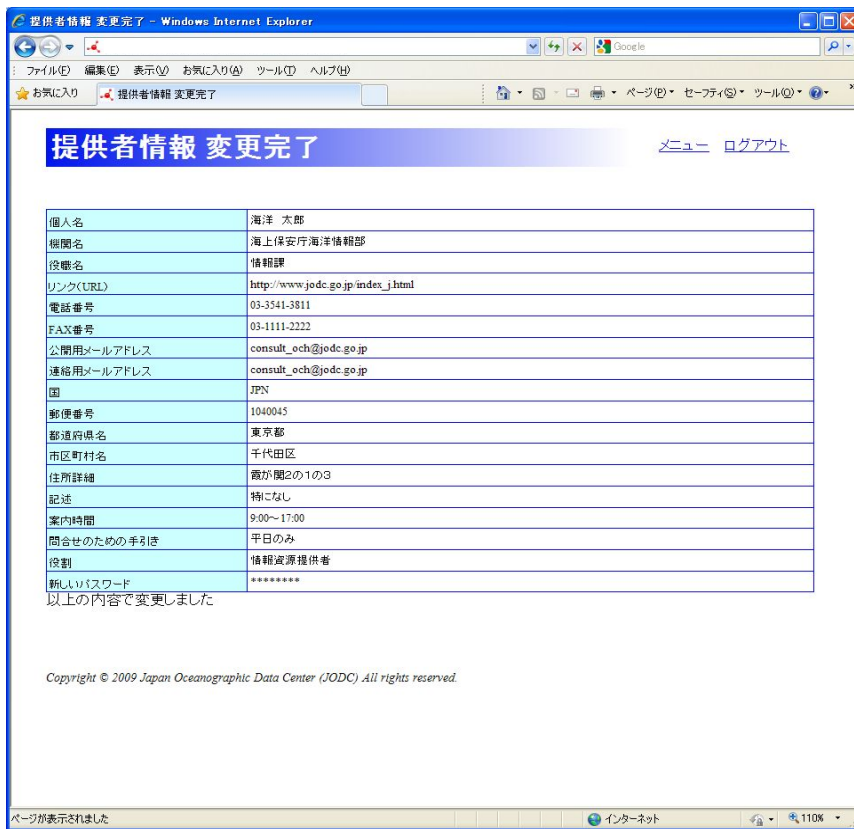 提供者情報 変更完了 - Windows Internet Explorer
Google
ファイル(F) 編集(E) 表示(V) お気に入り(A) ツール(T) ヘルプ(H)
お気に入り 提供者情報 変更完了 ページ(P) セーフティ(S) ツール(O) »
提供者情報 変更完了 メニュー ログアウト
個人名 海洋 太郎
機関名 海上保安庁海洋情報部
役職名 情報課
リンク(URL) http://www.jodc.go.jp/index_j.html
電話番号 03-3541-3811
FAX番号 03-1111-2222
公開用メールアドレス consult_och@jodc.go.jp
連絡用メールアドレス consult_och@jodc.go.jp
国 JPN
郵便番号 1040045
都道府県名 東京都
市区町村名 千代田区
住所詳細 霞が関2の1の3
記述 特になし
案内時間 9:00～17:00
問合せのための手引き 平日のみ
役割 情報資源提供者
新しいパスワード ********
以上の内容で変更しました
Copyright © 2009 Japan Oceanographic Data Center (JODC) All rights reserved.
ページが表示されました インターネット 110%